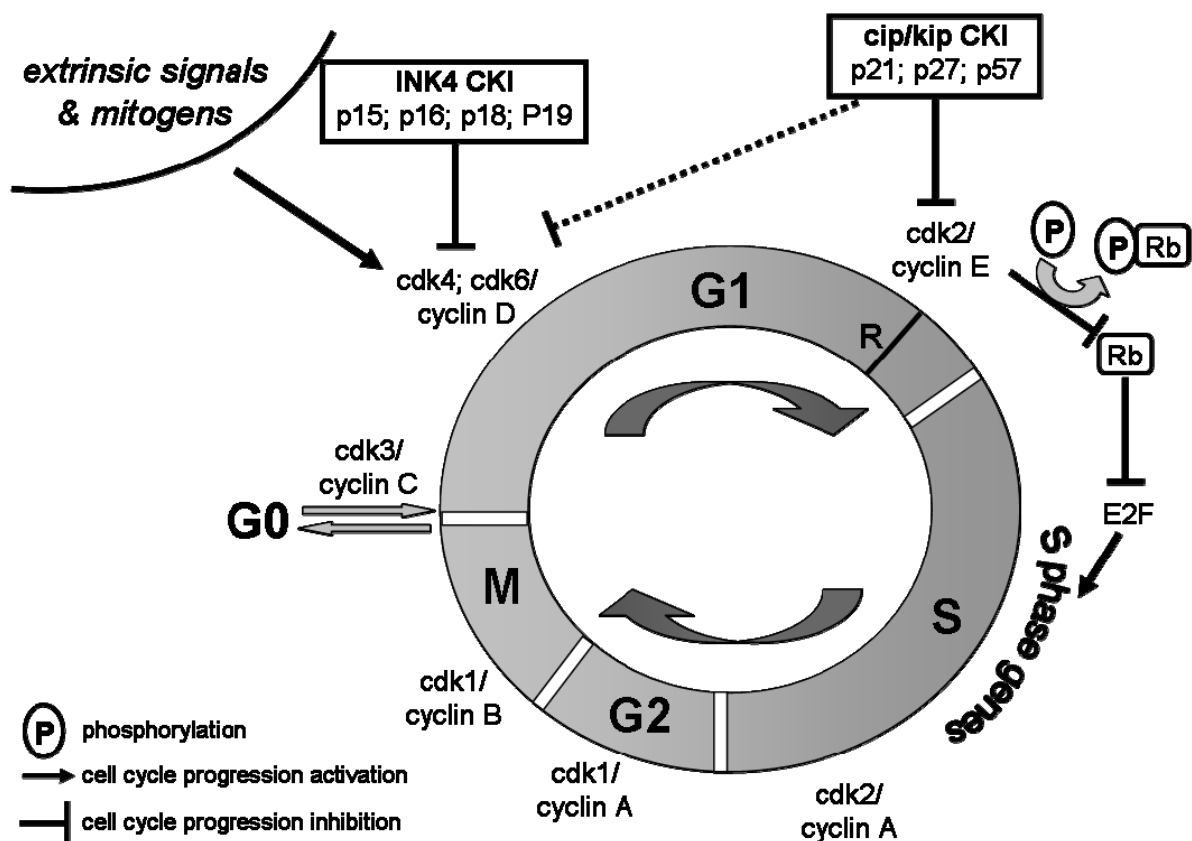 extrinsic signals
& mitogens
INK4 CKI
p15; p16; p18; P19
cip/kip CKI
p21; p27; p57
cdk4; cdk6/
cyclin D
cdk2/
cyclin E
P
P
Rb
Rb
E2F
S phase genes
G1
R
S
G2
M
G0
cdk3/
cyclin C
cdk1/
cyclin B
cdk1/
cyclin A
cdk2/
cyclin A
P
phosphorylation
cell cycle progression activation
cell cycle progression inhibition